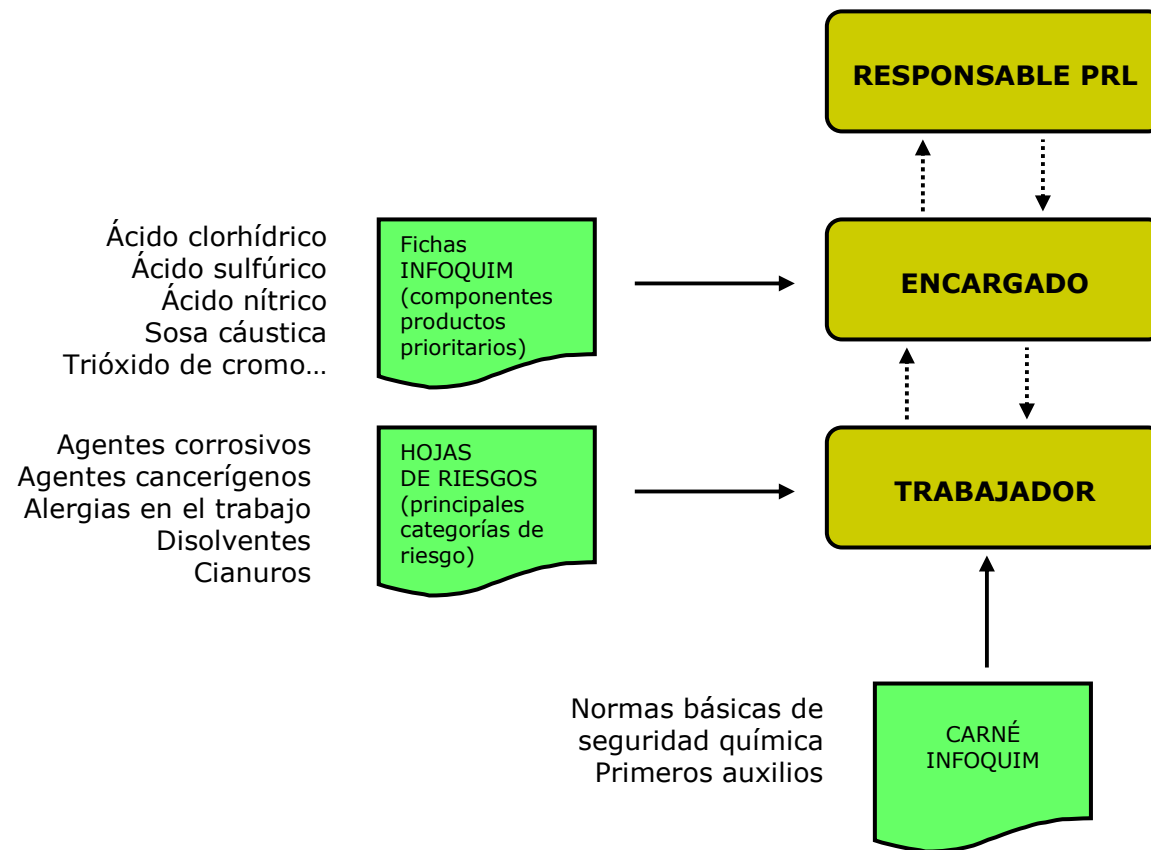 RESPONSABLE PRL
Ácido clorhídrico
Ácido sulfúrico
Ácido nítrico
Sosa cáustica
Trióxido de cromo…
Fichas
INFOQUIM
(componentes
productos
prioritarios)
ENCARGADO
Agentes corrosivos
Agentes cancerígenos
Alergias en el trabajo
Disolventes
Cianuros
HOJAS
DE RIESGOS
(principales
categorías de
riesgo)
TRABAJADOR
Normas básicas de
seguridad química
Primeros auxilios
CARNÉ
INFOQUIM